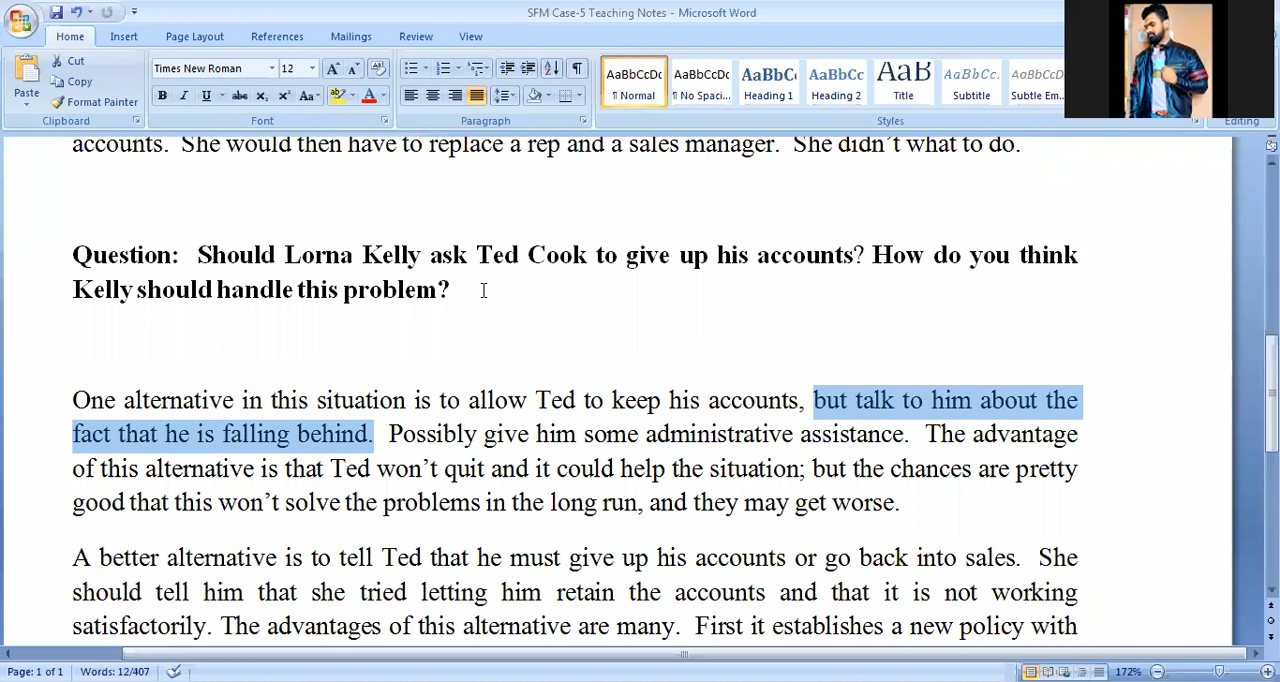 SFM Case-5 Teaching Notes - Microsoft Word
Home Insert Page Layout References Mailings Review View
Paste
Cut
Copy
Format Painter
Clipboard
Times New Roman 12
B I U abc X₂ X² Aa
Font
Paragraph
AaBbCcDc AaBbCcDc AaBbC AaBbCc AaB AaBbCc. AaBbCcDc
¶ Normal ¶ No Spaci... Heading 1 Heading 2 Title Subtitle Subtle Em...
Styles
Editing
accounts. She would then have to replace a rep and a sales manager. She didn't what to do.
Question: Should Lorna Kelly ask Ted Cook to give up his accounts? How do you think
Kelly should handle this problem?
One alternative in this situation is to allow Ted to keep his accounts, but talk to him about the
fact that he is falling behind. Possibly give him some administrative assistance. The advantage
of this alternative is that Ted won't quit and it could help the situation; but the chances are pretty
good that this won't solve the problems in the long run, and they may get worse.
A better alternative is to tell Ted that he must give up his accounts or go back into sales. She
should tell him that she tried letting him retain the accounts and that it is not working
satisfactorily. The advantages of this alternative are many. First it establishes a new policy with
Page: 1 of 1 Words: 12/407 172%